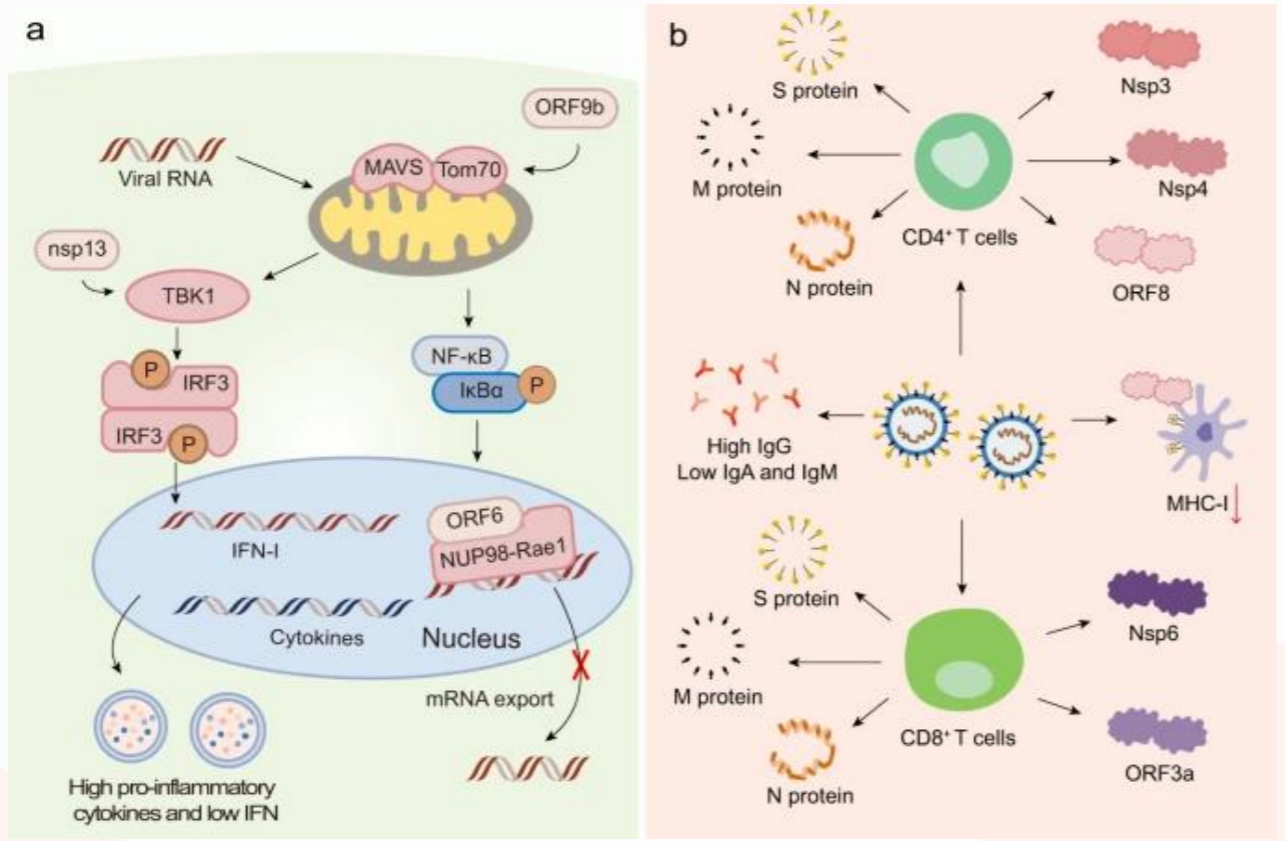 a
ORF9b
MAVS
Tom70
Viral RNA
nsp13
TBK1
P
IRF3
IRF3
P
NF-κB
IκBα
P
IFN-I
ORF6
NUP98-Rae1
Cytokines
Nucleus
mRNA export
High pro-inflammatory
cytokines and low IFN
b
S protein
Nsp3
M protein
Nsp4
CD4⁺ T cells
N protein
ORF8
High IgG
Low IgA and IgM
MHC-I↓
S protein
Nsp6
M protein
CD8⁺ T cells
N protein
ORF3a